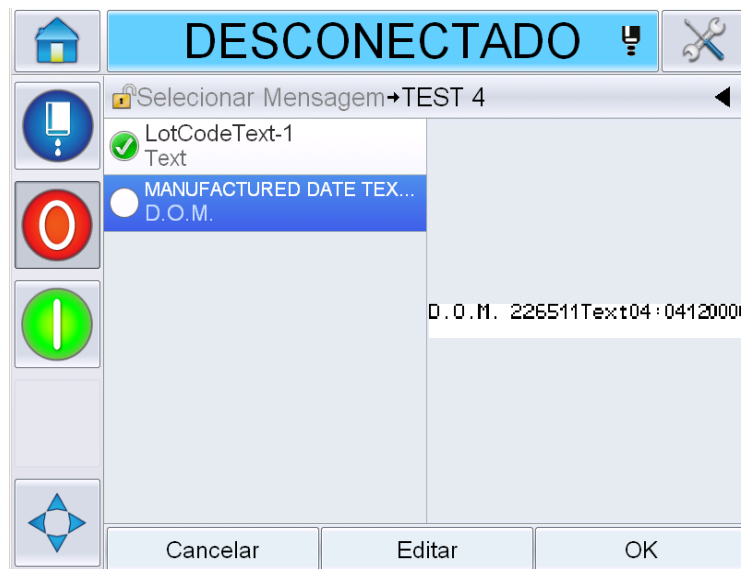 DESCONECTADO
Selecionar Mensagem→TEST 4
LotCodeText-1
Text
MANUFACTURED DATE TEX...
D.O.M.
D.O.M. 226511Text04:0412000
Cancelar
Editar
OK